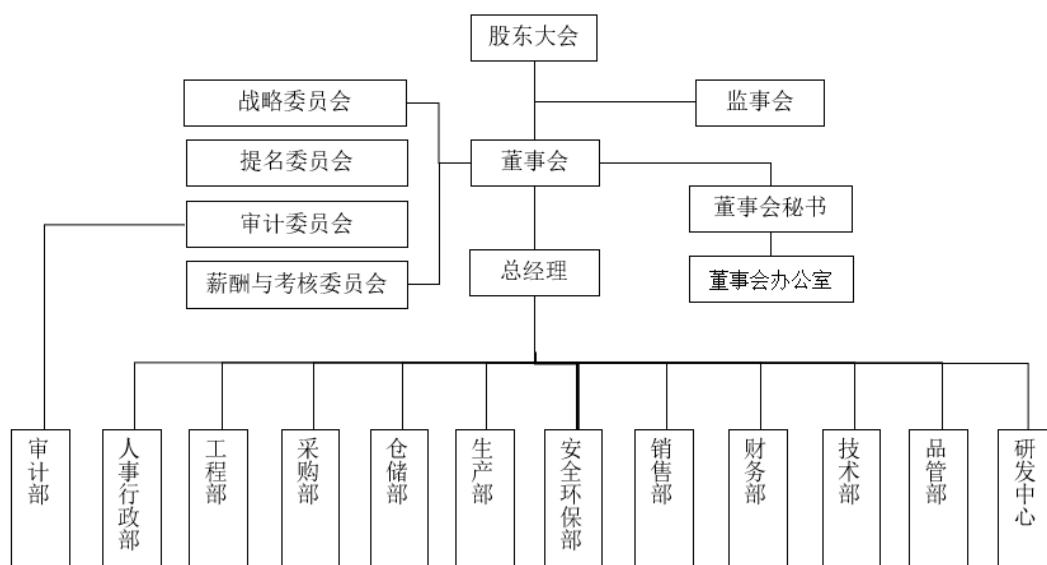 股东大会
战略委员会
监事会
提名委员会
董事会
董事会秘书
审计委员会
总经理
薪酬与考核委员会
董事会办公室
审计部
人事行政部
工程部
采购部
仓储部
生产部
安全环保部
销售部
财务部
技术部
品管部
研发中心